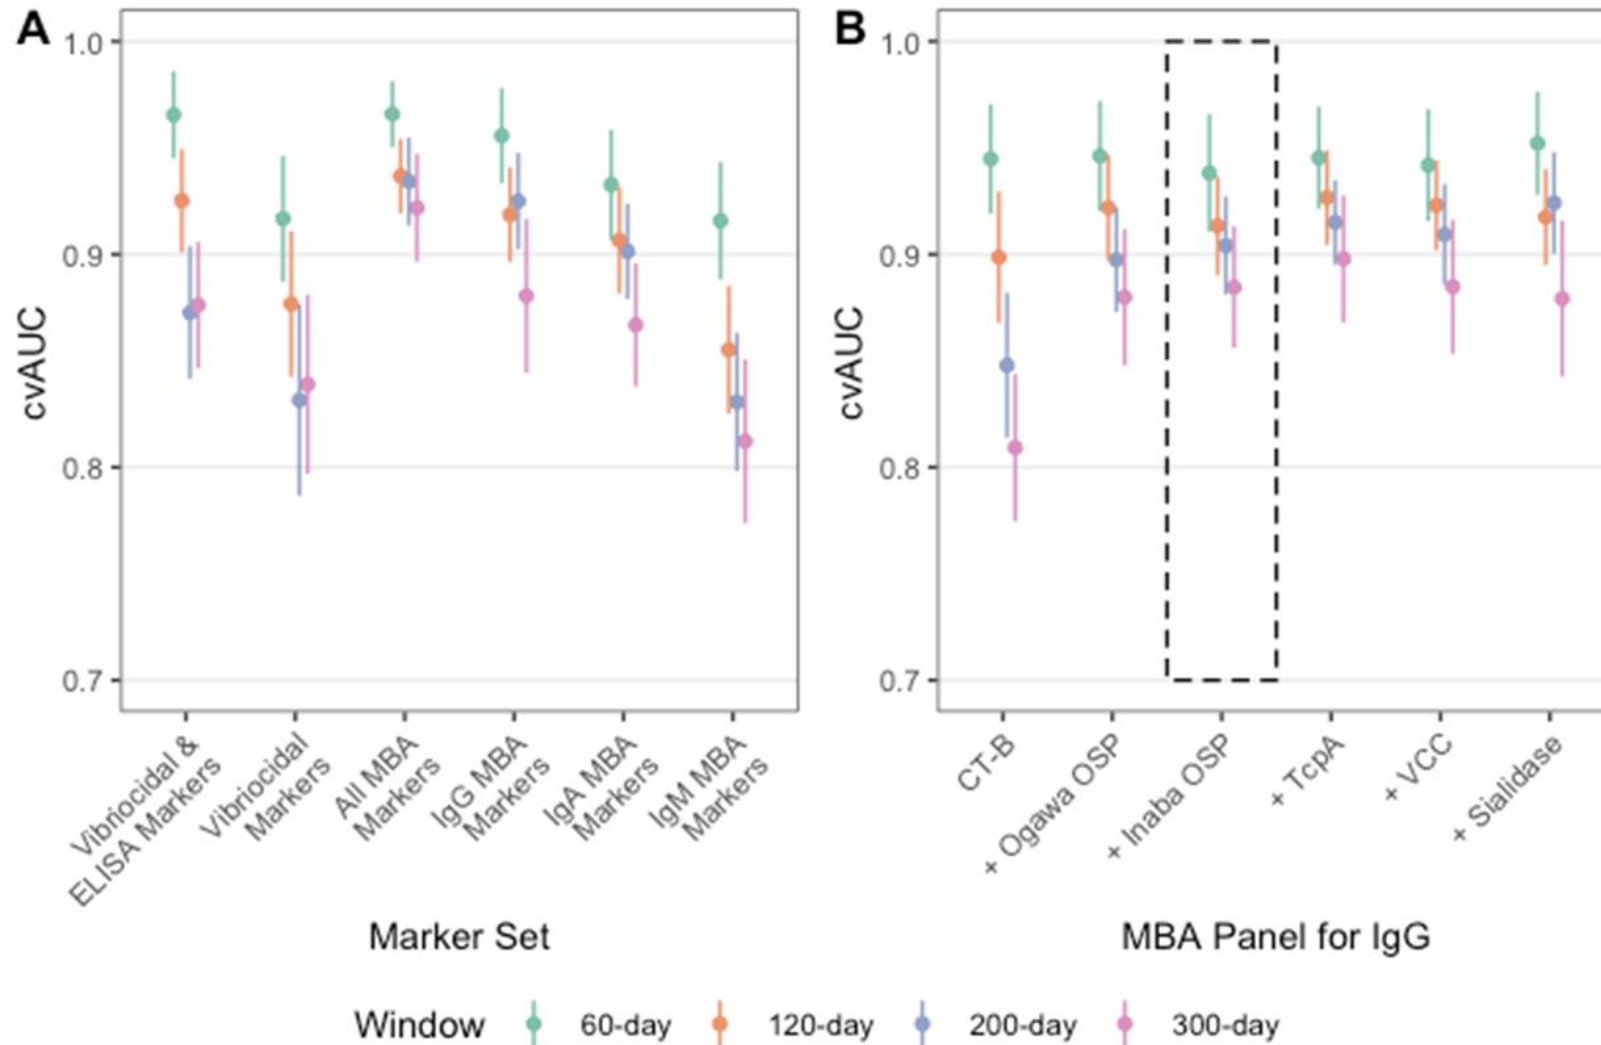 A
B
1.0
0.9
0.8
0.7
cvAUC
Vibriocidal &
ELISA Markers
Vibriocidal
Markers
All MBA
Markers
IgG MBA
Markers
IgA MBA
Markers
IgM MBA
Markers
Marker Set
1.0
0.9
0.8
0.7
cvAUC
CT-B
+ Ogawa OSP
+ Inaba OSP
+ TcpA
+ VCC
+ Sialidase
MBA Panel for IgG
Window 60-day 120-day 200-day 300-day